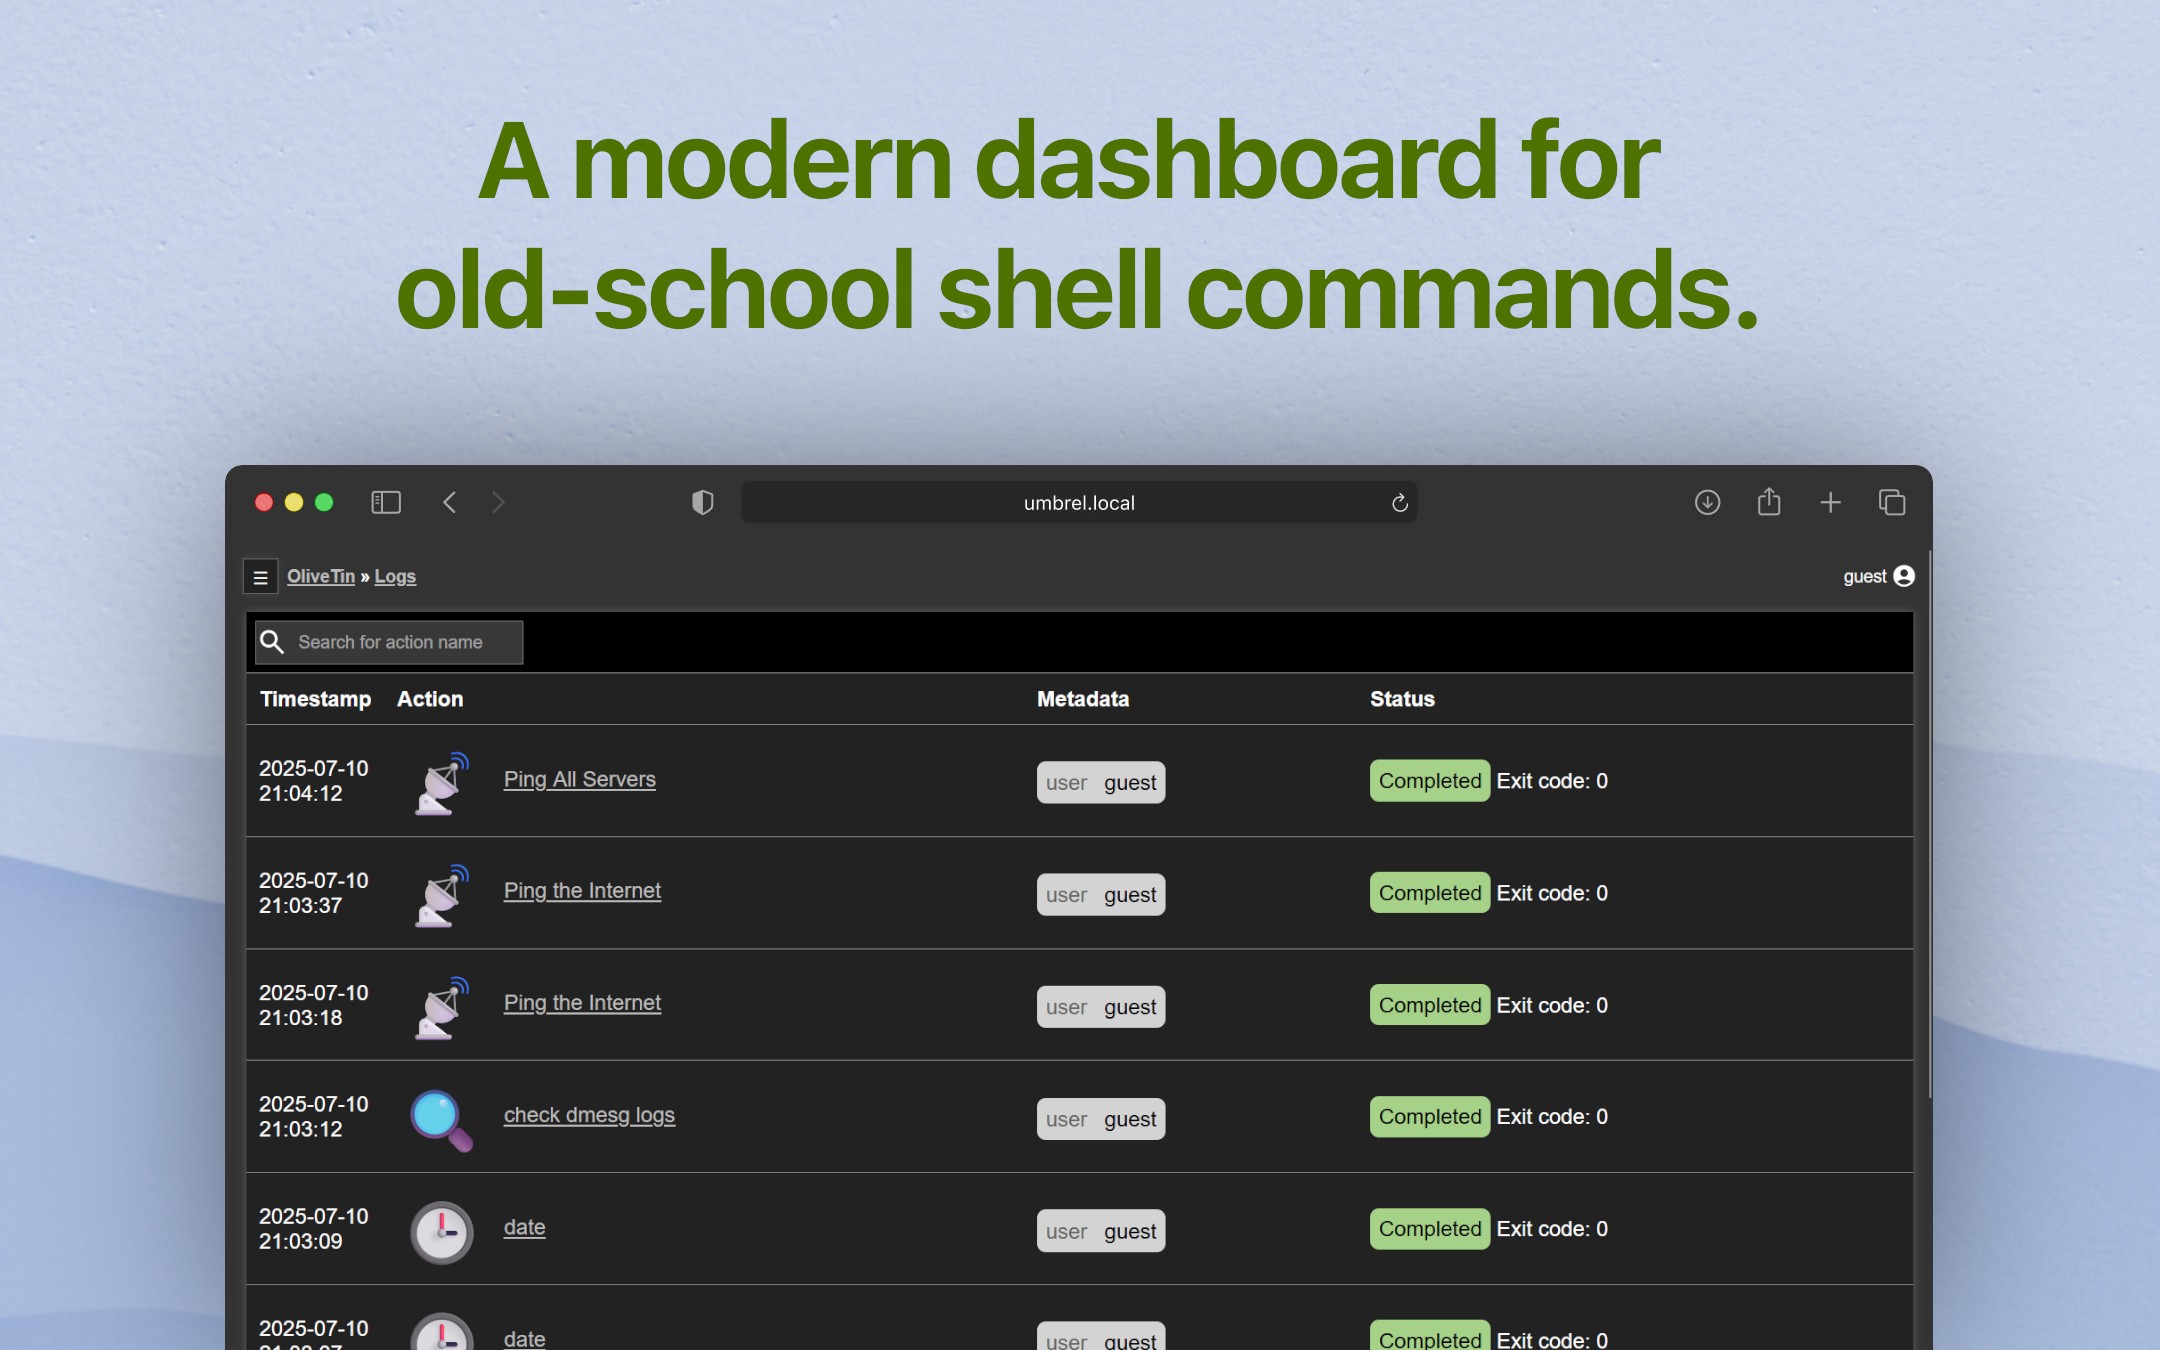 A modern dashboard for
old-school shell commands.
umbrel.local
OliveTin » Logs
guest
Search for action name
Timestamp Action Metadata Status
2025-07-10
21:04:12
Ping All Servers
user guest
Completed Exit code: 0
2025-07-10
21:03:37
Ping the Internet
user guest
Completed Exit code: 0
2025-07-10
21:03:18
Ping the Internet
user guest
Completed Exit code: 0
2025-07-10
21:03:12
check dmesg logs
user guest
Completed Exit code: 0
2025-07-10
21:03:09
date
user guest
Completed Exit code: 0
2025-07-10
date
user guest
Completed Exit code: 0